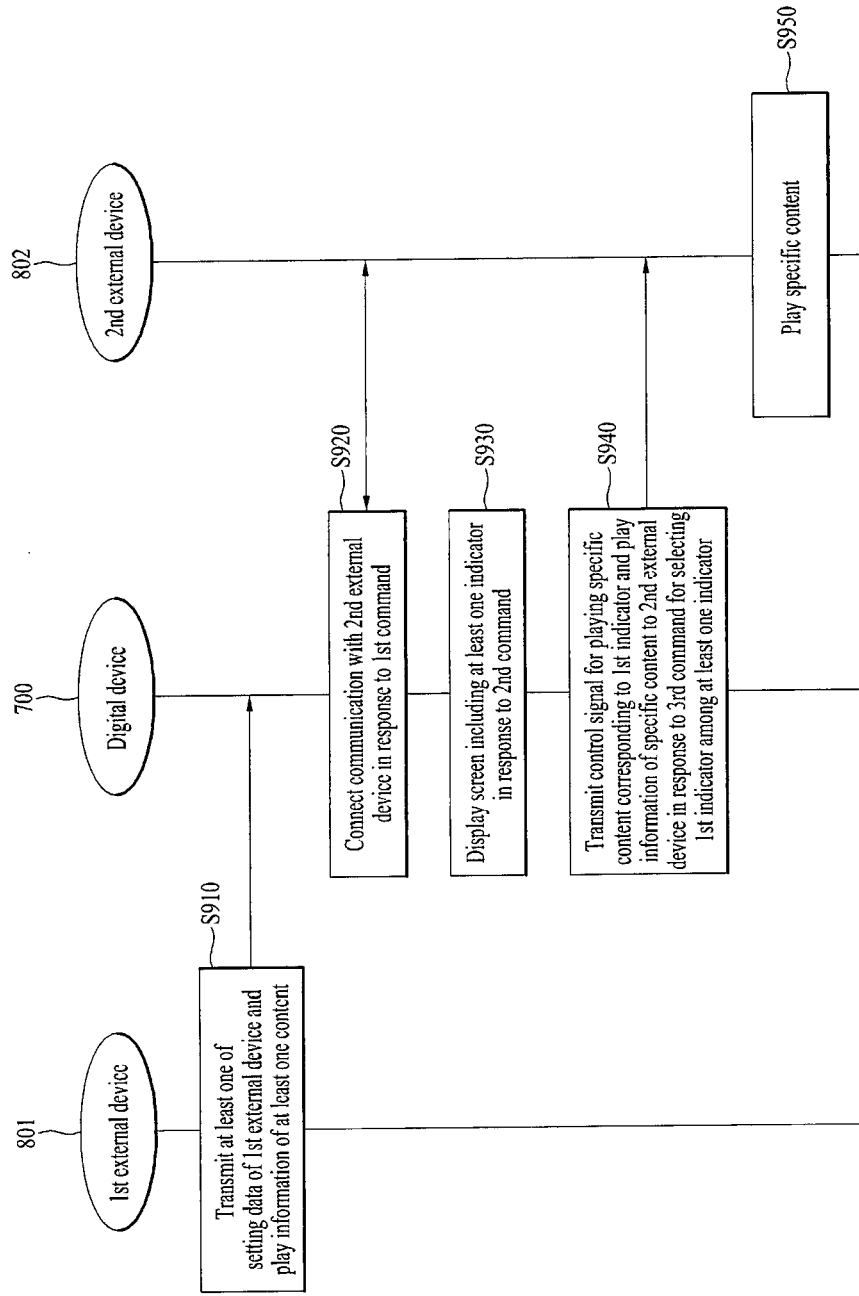 801
1st external device
700
Digital device
802
2nd external device
S910
Transmit at least one of
setting data of 1st external device and
play information of at least one content
S920
Connect communication with 2nd external
device in response to 1st command
S930
Display screen including at least one indicator
in response to 2nd command
S940
Transmit control signal for playing specific
content corresponding to 1st indicator and play
information of specific content to 2nd external
device in response to 3rd command for selecting
1st indicator among at least one indicator
S950
Play specific content